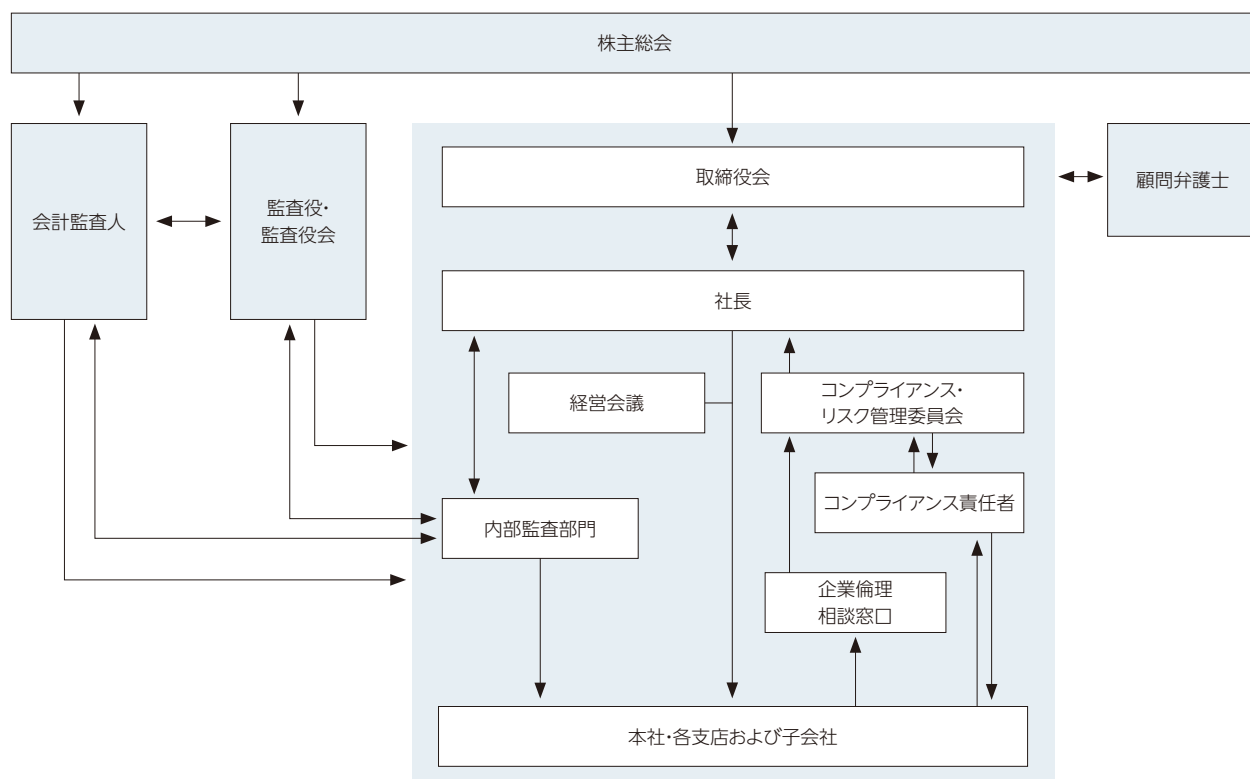 株主総会
会計監査人
監査役・
監査役会
取締役会
顧問弁護士
社長
経営会議
コンプライアンス・
リスク管理委員会
コンプライアンス責任者
内部監査部門
企業倫理
相談窓口
本社・各支店および子会社